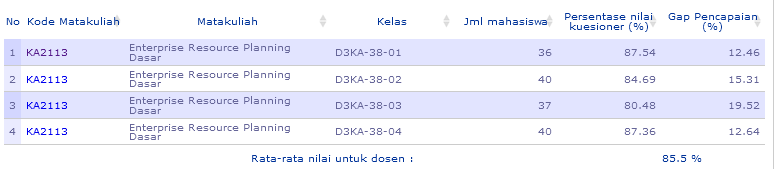 No Kode Matakuliah Matakuliah Kelas Jml mahasiswa Persentase nilai kuesioner (%) Gap Pencapaian (%)
1 KA2113 Enterprise Resource Planning Dasar D3KA-38-01 36 87.54 12.46
2 KA2113 Enterprise Resource Planning Dasar D3KA-38-02 40 84.69 15.31
3 KA2113 Enterprise Resource Planning Dasar D3KA-38-03 37 80.48 19.52
4 KA2113 Enterprise Resource Planning Dasar D3KA-38-04 40 87.36 12.64
Rata-rata nilai untuk dosen : 85.5 %